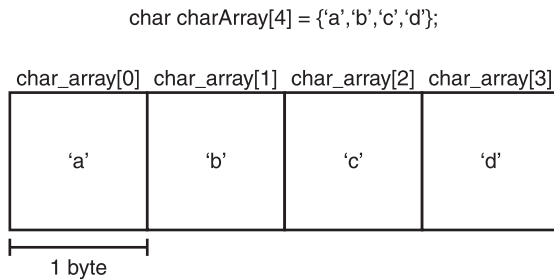 char charArray[4] = {‘a’,‘b’,‘c’,‘d’};
char_array[0] char_array[1] char_array[2] char_array[3]
‘a’ ‘b’ ‘c’ ‘d’
1 byte